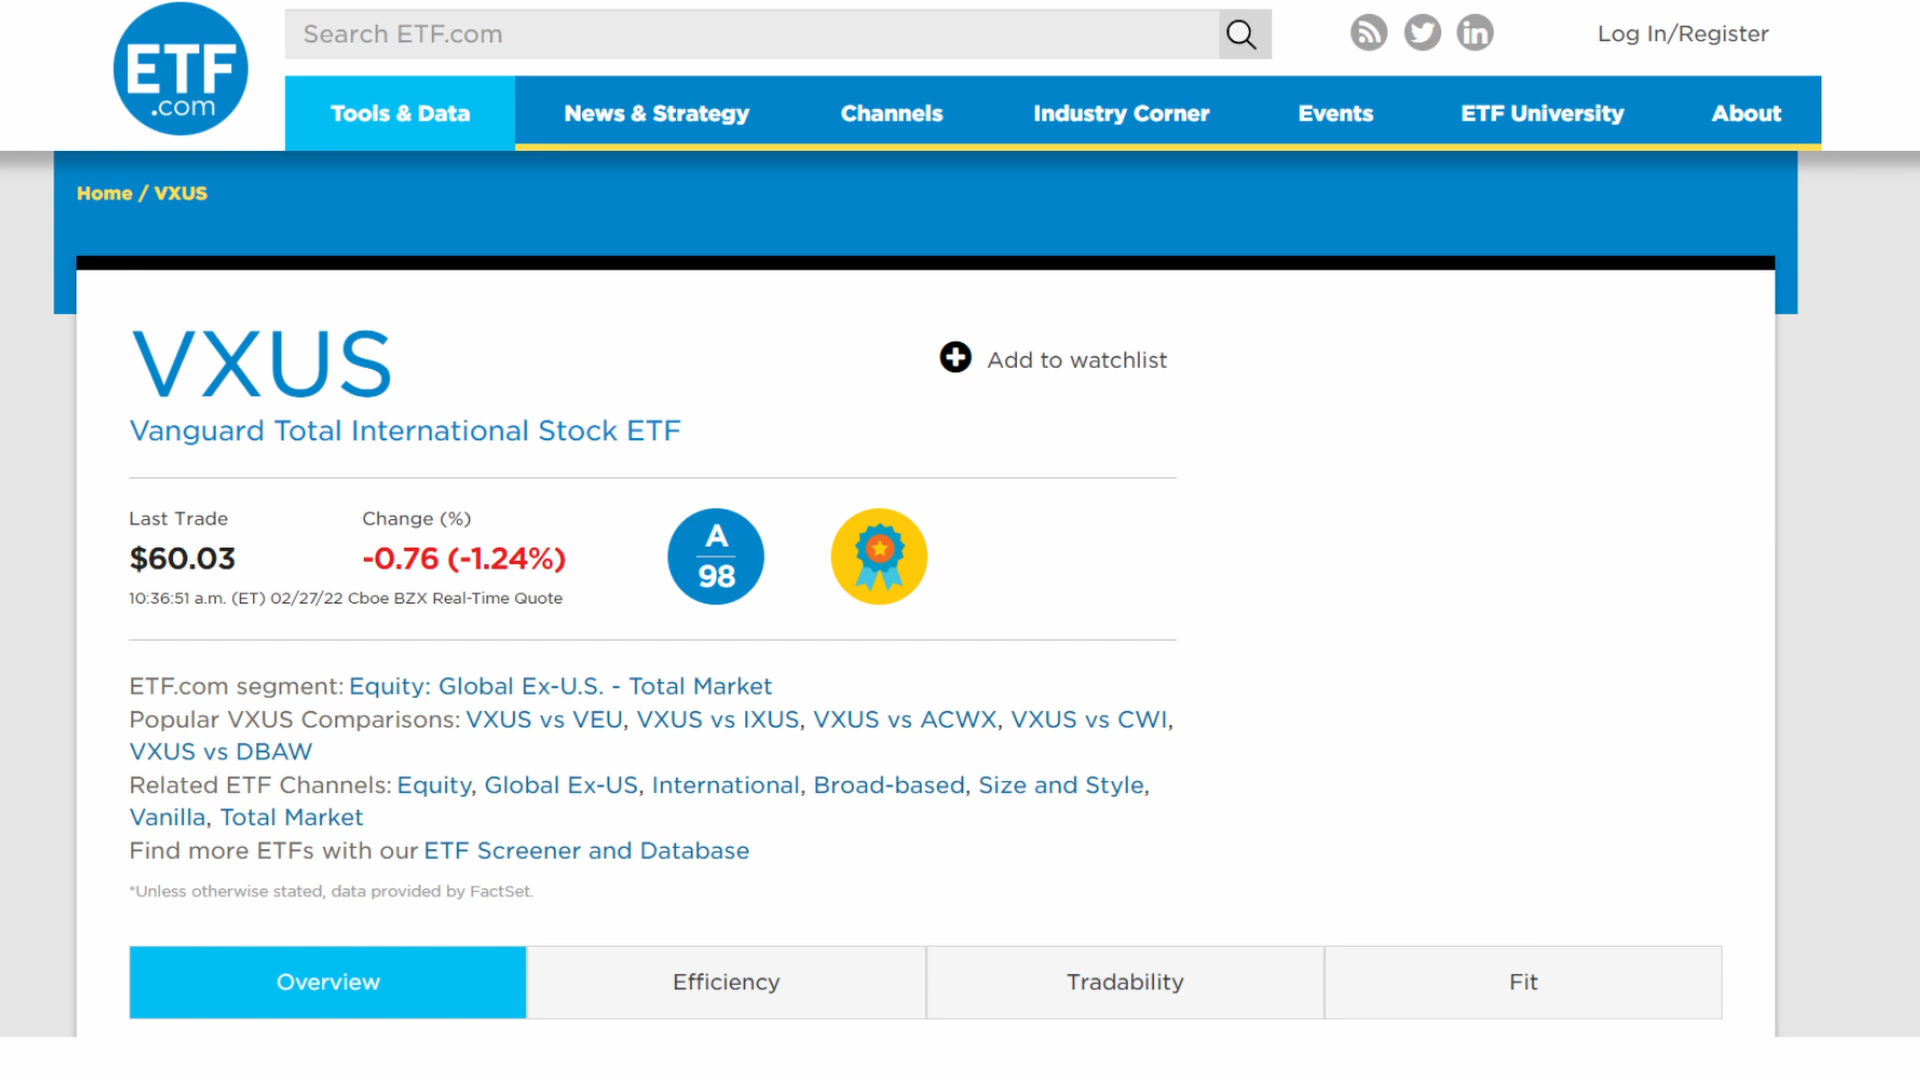 ETF
.com
Search ETF.com
Log In/Register
Tools & Data
News & Strategy
Channels
Industry Corner
Events
ETF University
About
Home / VXUS
VXUS
Add to watchlist
Vanguard Total International Stock ETF
Last Trade
Change (%)
$60.03
-0.76 (-1.24%)
A
98
10:36:51 a.m. (ET) 02/27/22 Cboe BZX Real-Time Quote
ETF.com segment: Equity: Global Ex-U.S. - Total Market
Popular VXUS Comparisons: VXUS vs VEU, VXUS vs IXUS, VXUS vs ACWX, VXUS vs CWI,
VXUS vs DBAW
Related ETF Channels: Equity, Global Ex-US, International, Broad-based, Size and Style,
Vanilla, Total Market
Find more ETFs with our ETF Screener and Database
*Unless otherwise stated, data provided by FactSet.
Overview
Efficiency
Tradability
Fit